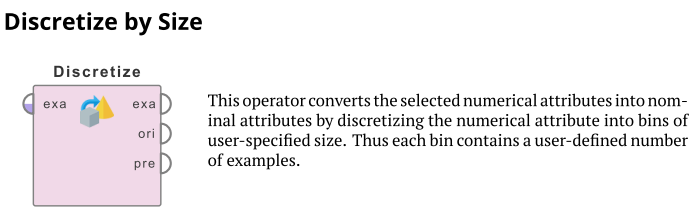 Discretize by Size
Discretize
exa exa
ori
pre
This operator converts the selected numerical attributes into nom-
inal attributes by discretizing the numerical attribute into bins of
user-specified size. Thus each bin contains a user-defined number
of examples.